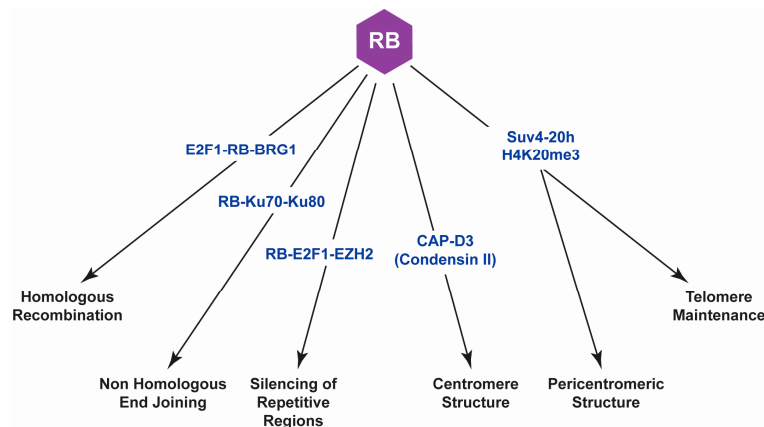 RB
E2F1-RB-BRG1
RB-Ku70-Ku80
RB-E2F1-EZH2
CAP-D3
(Condensin II)
Suv4-20h
H4K20me3
Homologous
Recombination
Non Homologous
End Joining
Silencing of
Repetitive
Regions
Centromere
Structure
Pericentromeric
Structure
Telomere
Maintenance